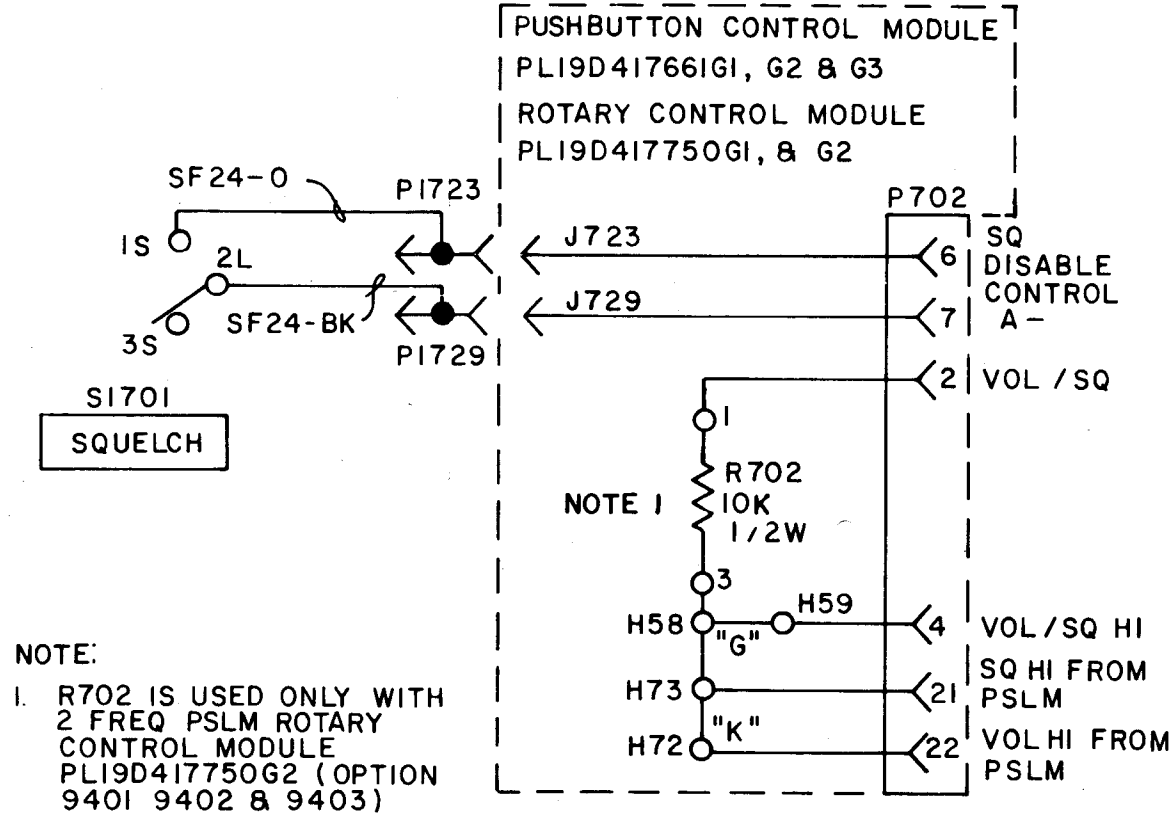 PUSHBUTTON CONTROL MODULE
PL19D417661G1, G2 & G3
ROTARY CONTROL MODULE
PL19D417750G1, & G2
SF24-O
P1723
P702
1S
J723
6
SQ
DISABLE
CONTROL
2L
SF24-BK
J729
7
A-
3S
P1729
2
VOL/SQ
S1701
SQUELCH
1
NOTE 1
R702
10K
1/2W
3
H58
"G"
H59
4
VOL/SQ HI
H73
21
SQ HI FROM
PSLM
"K"
H72
22
VOL HI FROM
PSLM
NOTE:
1. R702 IS USED ONLY WITH
2 FREQ PSLM ROTARY
CONTROL MODULE
PL19D417750G2 (OPTION
9401 9402 & 9403)